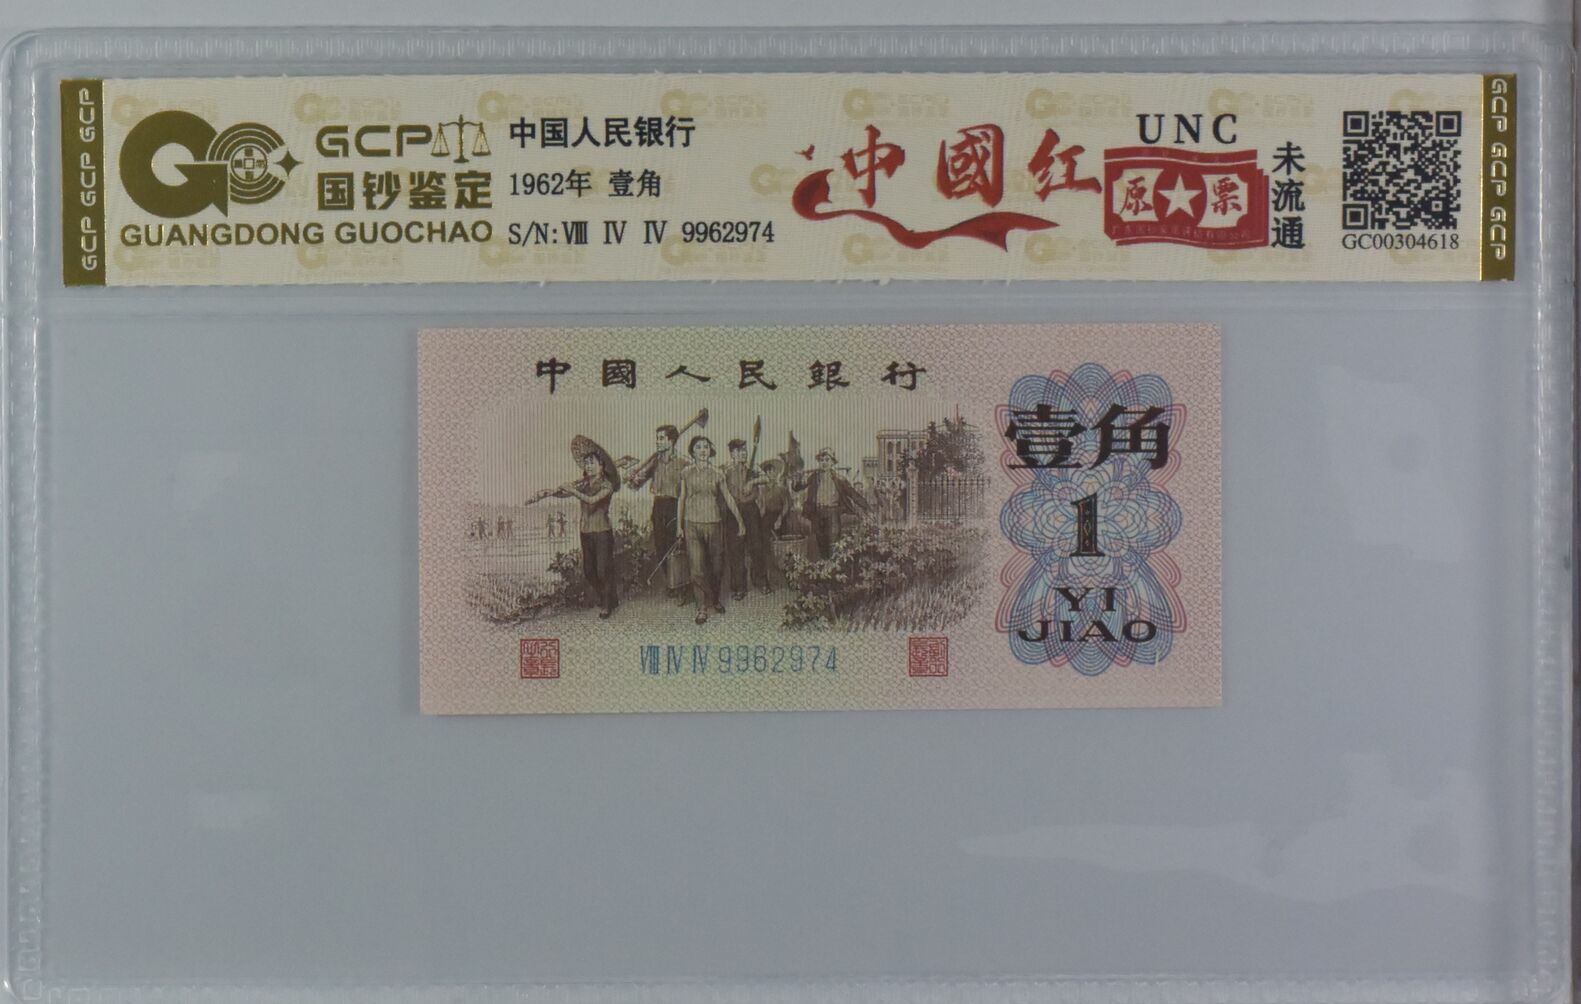 GCP GCP GCP
GCP
国钞鉴定
GUANGDONG GUOCHAO
中国人民银行
1962年 壹角
S/N:Ⅷ Ⅳ Ⅳ 9962974
中國红
UNC
原★票
未流通
GC00304618
GCP GCP GCP
中國人民銀行
壹角
1
YI
JIAO
Ⅷ Ⅳ Ⅳ 9962974